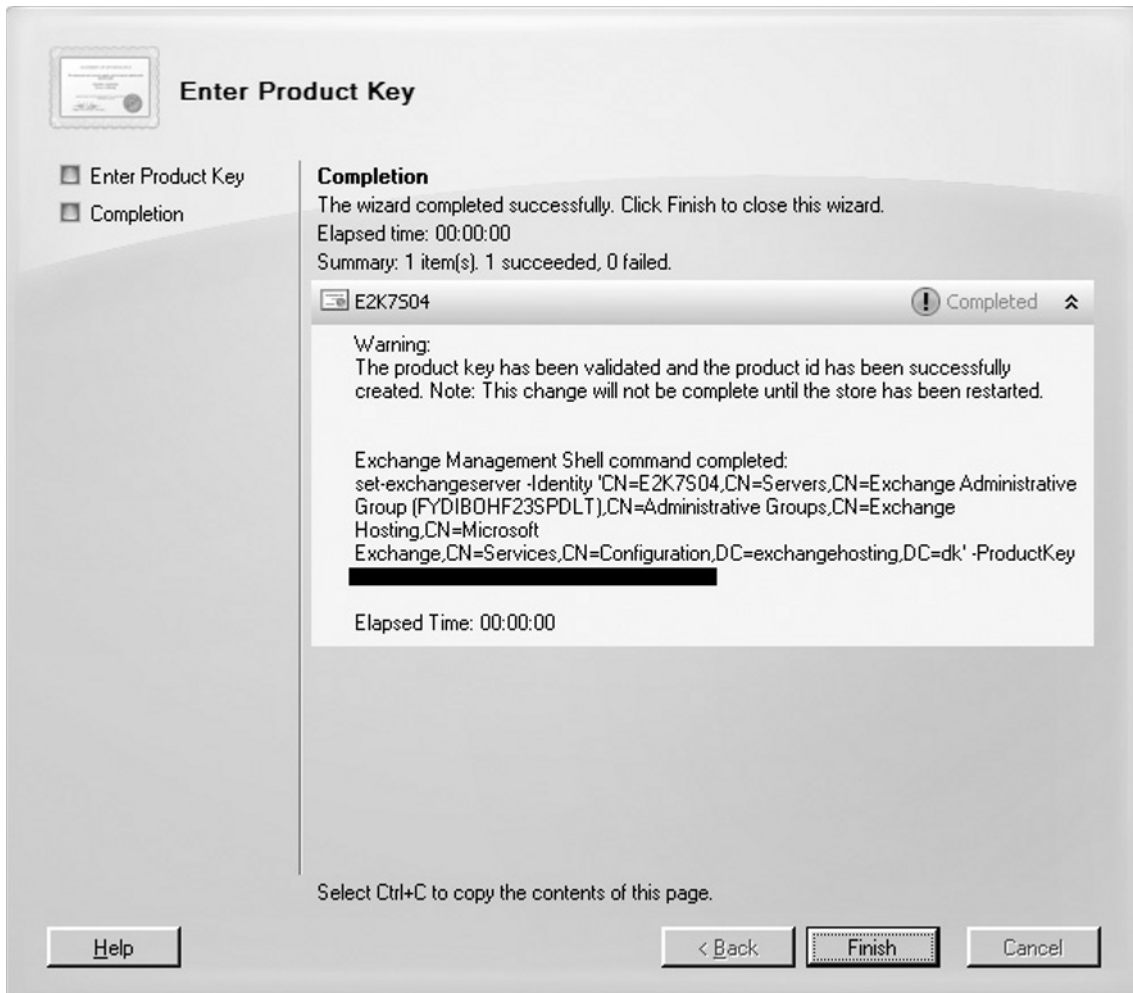 Enter Product Key
Enter Product Key
Completion
Completion
The wizard completed successfully. Click Finish to close this wizard.
Elapsed time: 00:00:00
Summary: 1 item(s). 1 succeeded, 0 failed.
E2K7S04
Completed
Warning:
The product key has been validated and the product id has been successfully
created. Note: This change will not be complete until the store has been restarted.
Exchange Management Shell command completed:
set-exchangeserver -Identity 'CN=E2K7S04,CN=Servers,CN=Exchange Administrative
Group (FYDIBOHF23SPDLT),CN=Administrative Groups,CN=Exchange
Hosting,CN=Microsoft
Exchange,CN=Services,CN=Configuration,DC=exchangehosting,DC=dk' -ProductKey
Elapsed Time: 00:00:00
Select Ctrl+C to copy the contents of this page.
Help
< Back
Finish
Cancel